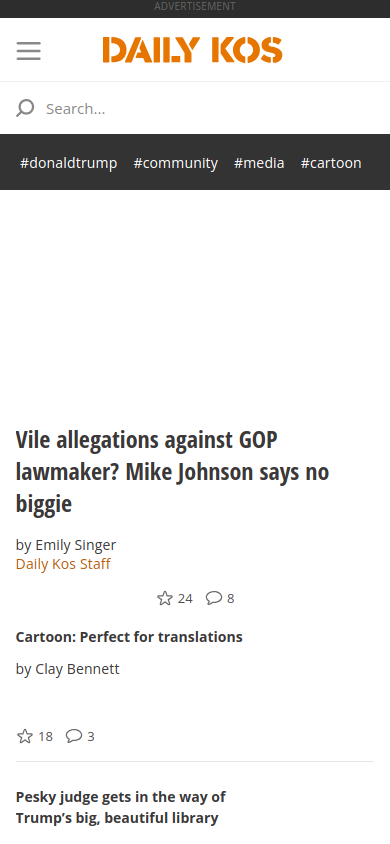 ADVERTISEMENT
DAILY KOS
Search...
#donaldtrump #community #media #cartoon
Vile allegations against GOP
lawmaker? Mike Johnson says no
biggie
by Emily Singer
Daily Kos Staff
24 8
Cartoon: Perfect for translations
by Clay Bennett
18 3
Pesky judge gets in the way of
Trump’s big, beautiful library